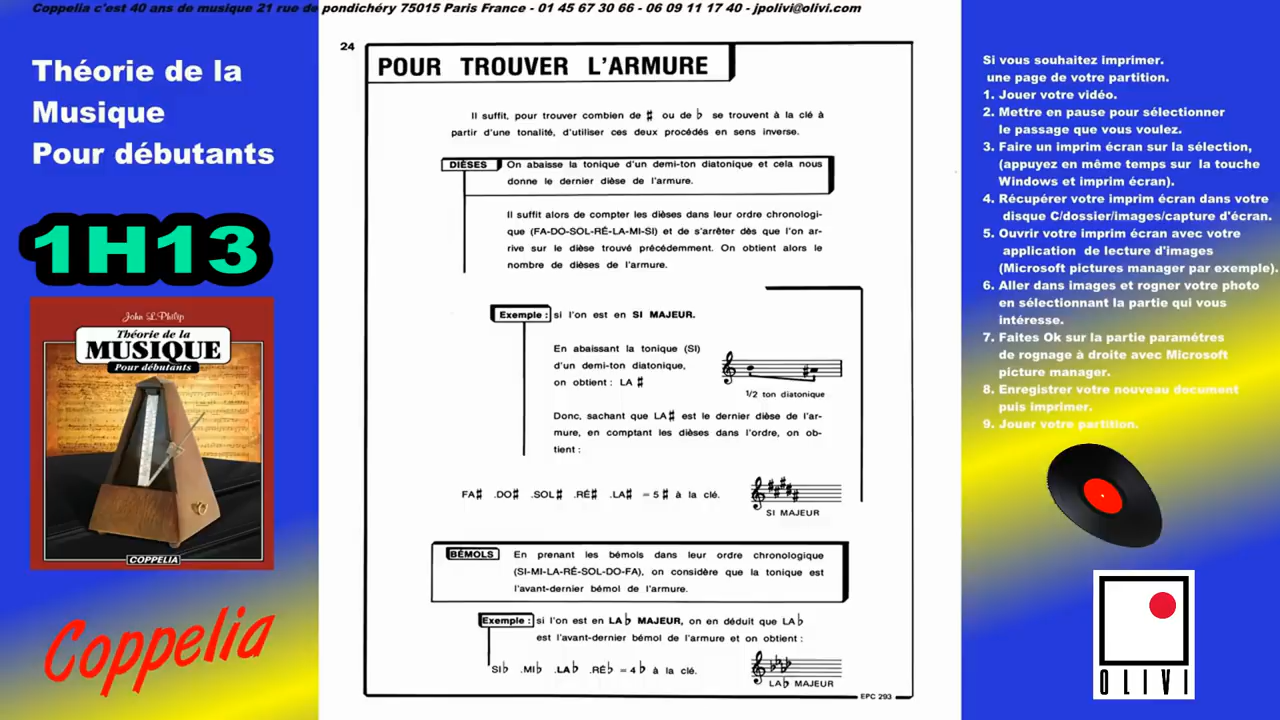 Coppelia c'est 40 ans de musique 21 rue de pondichéry 75015 Paris France - 01 45 67 30 66 - 06 09 11 17 40 - jpolivi@olivi.com
Théorie de la
Musique
Pour débutants
1H13
John L.Philip
Théorie de la
MUSIQUE
Pour débutants
COPPELIA
Coppelia
24
POUR TROUVER L'ARMURE
Il suffit, pour trouver combien de ♯ ou de ♭ se trouvent à la clé à
partir d'une tonalité, d'utiliser ces deux procédés en sens inverse.
DIÈSES
On abaisse la tonique d'un demi-ton diatonique et cela nous
donne le dernier dièse de l'armure.
Il suffit alors de compter les dièses dans leur ordre chronologi-
que (FA-DO-SOL-RÉ-LA-MI-SI) et de s'arrêter dès que l'on ar-
rive sur le dièse trouvé précédemment. On obtient alors le
nombre de dièses de l'armure.
Exemple : si l'on est en SI MAJEUR.
En abaissant la tonique (SI)
d'un demi-ton diatonique,
on obtient : LA ♯
1/2 ton diatonique
Donc, sachant que LA♯ est le dernier dièse de l'ar-
mure, en comptant les dièses dans l'ordre, on ob-
tient :
FA♯ .DO♯ .SOL♯ .RÉ♯ .LA♯ = 5♯ à la clé.
SI MAJEUR
BÉMOLS
En prenant les bémols dans leur ordre chronologique
(SI-MI-LA-RÉ-SOL-DO-FA), on considère que la tonique est
l'avant-dernier bémol de l'armure.
Exemple : si l'on est en LA♭ MAJEUR, on en déduit que LA♭
est l'avant-dernier bémol de l'armure et on obtient :
SI♭ .MI♭ .LA♭ .RÉ♭ = 4♭ à la clé.
LA♭ MAJEUR
EPC 293
Si vous souhaitez imprimer.
une page de votre partition.
1. Jouer votre vidéo.
2. Mettre en pause pour sélectionner
le passage que vous voulez.
3. Faire un imprim écran sur la sélection,
(appuyez en même temps sur la touche
Windows et imprim écran).
4. Récupérer votre imprim écran dans votre
disque C/dossier/images/capture d'écran.
5. Ouvrir votre imprim écran avec votre
application de lecture d'images
(Microsoft pictures manager par exemple).
6. Aller dans images et rogner votre photo
en sélectionnant la partie qui vous
intéresse.
7. Faites Ok sur la partie paramétres
de rognage à droite avec Microsoft
picture manager.
8. Enregistrer votre nouveau document
puis imprimer.
9. Jouer votre partition.
OLIVI